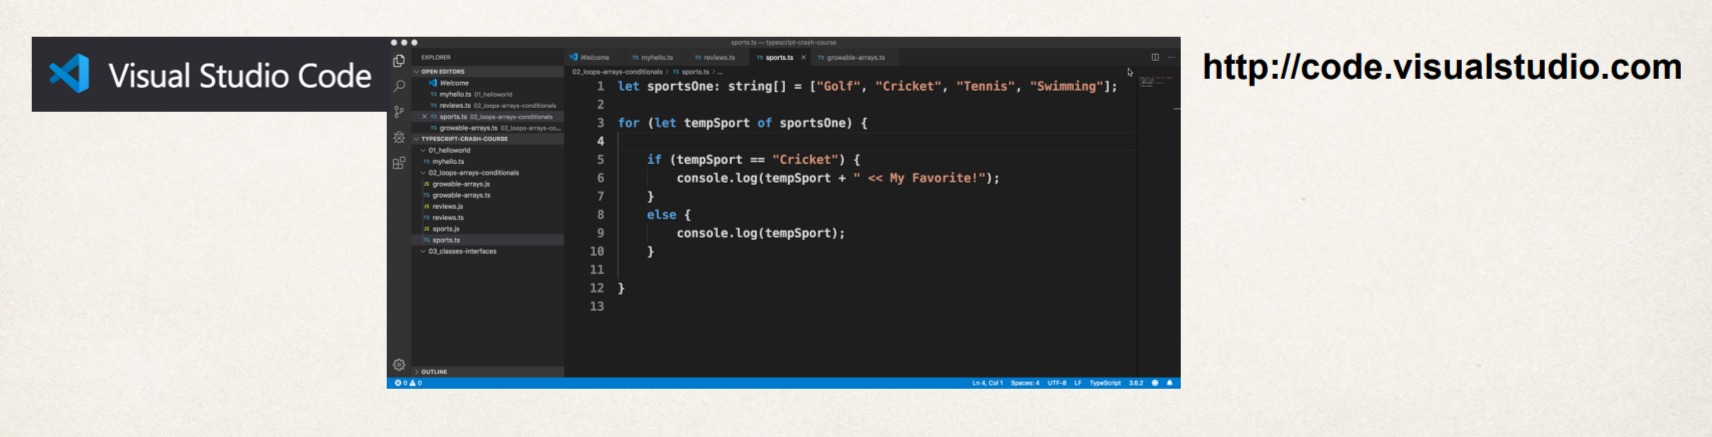 Visual Studio Code
http://code.visualstudio.com
sports.ts — typescript-crash-course
EXPLORER
OPEN EDITORS
Welcome
TS myhello.ts 01_helloworld
TS reviews.ts 02_loops-arrays-conditionals
TS sports.ts 02_loops-arrays-conditionals
TS growable-arrays.ts 02_loops-arrays-co...
TYPESCRIPT-CRASH-COURSE
01_helloworld
TS myhello.ts
02_loops-arrays-conditionals
JS growable-arrays.js
TS growable-arrays.ts
JS reviews.js
TS reviews.ts
JS sports.js
TS sports.ts
03_classes-interfaces
OUTLINE
Welcome TS myhello.ts TS reviews.ts TS sports.ts × TS growable-arrays.ts
02_loops-arrays-conditionals > TS sports.ts > ...
1 let sportsOne: string[] = ["Golf", "Cricket", "Tennis", "Swimming"];
2
3 for (let tempSport of sportsOne) {
4
5 if (tempSport == "Cricket") {
6 console.log(tempSport + " << My Favorite!");
7 }
8 else {
9 console.log(tempSport);
10 }
11
12 }
13
0 0 Ln 4, Col 1 Spaces: 4 UTF-8 LF TypeScript 3.6.2